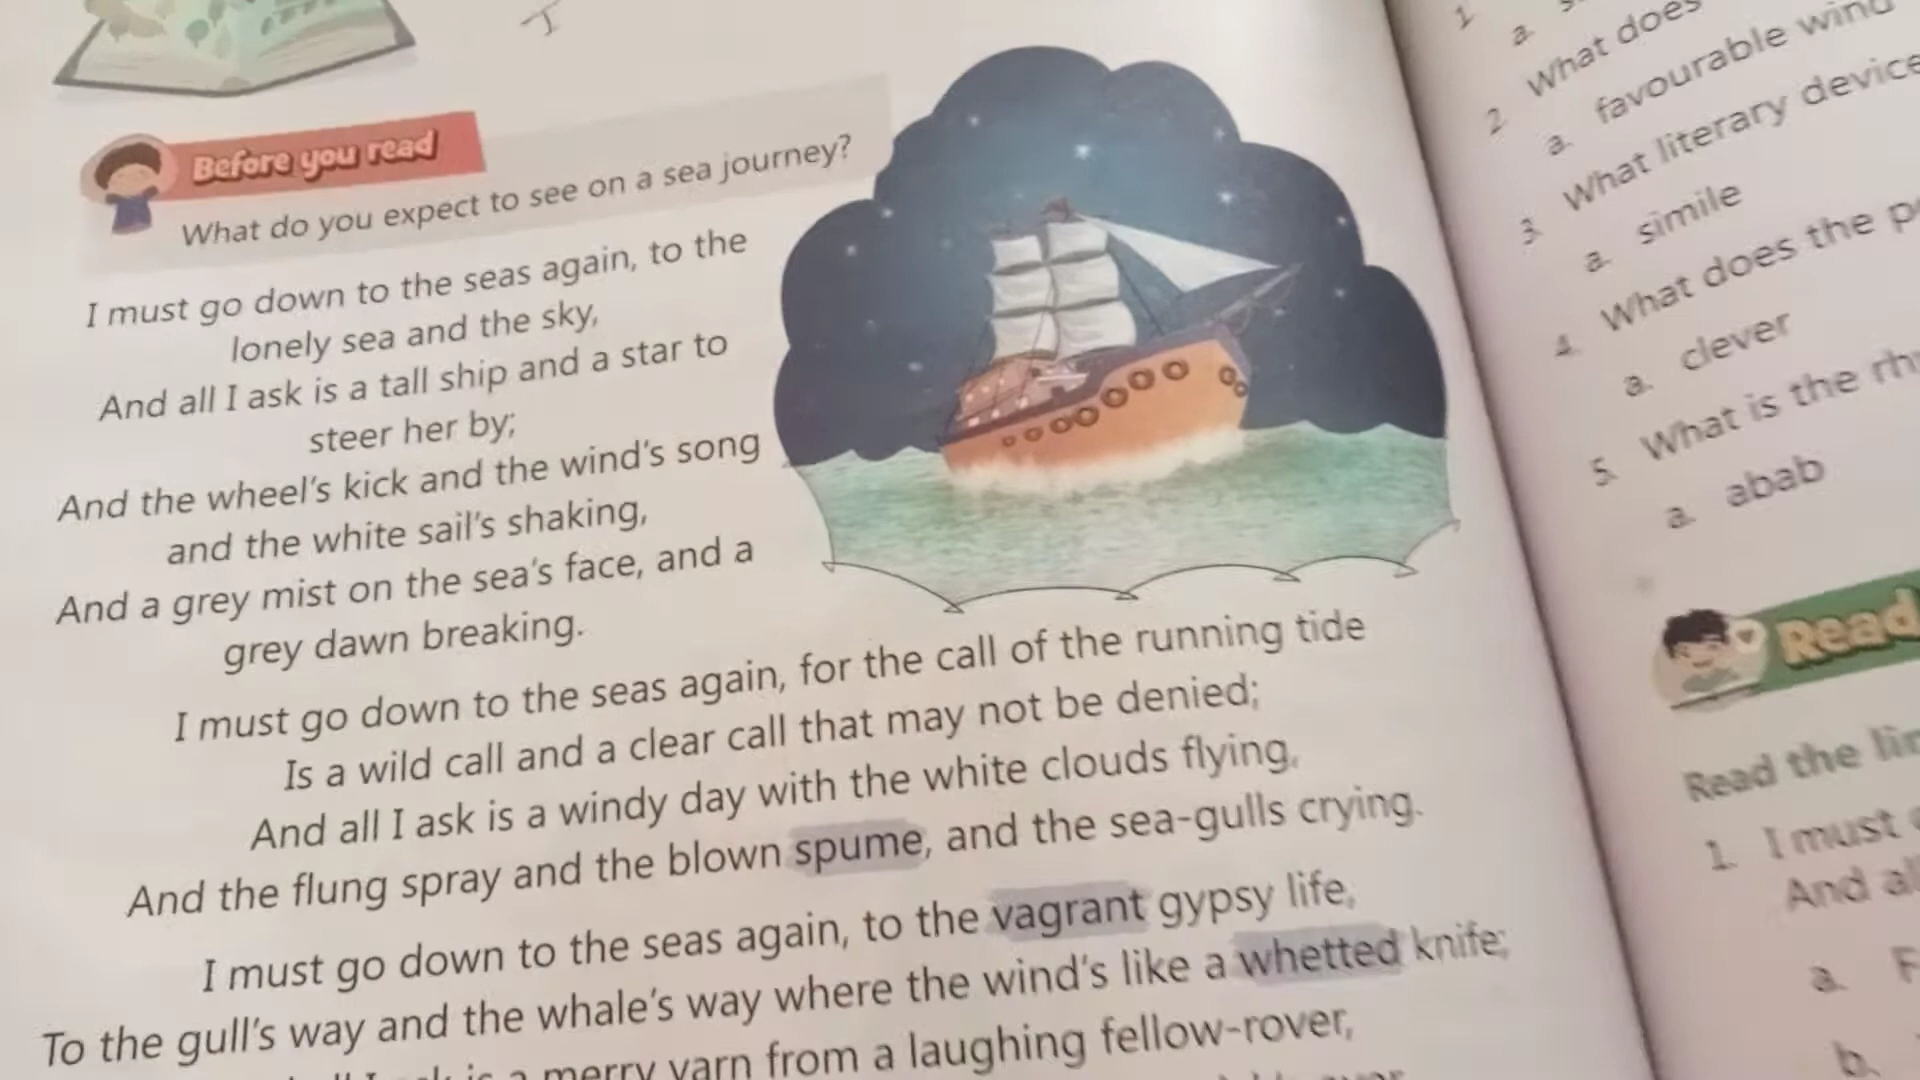 Before you read
What do you expect to see on a sea journey?
I must go down to the seas again, to the
lonely sea and the sky,
And all I ask is a tall ship and a star to
steer her by;
And the wheel's kick and the wind's song
and the white sail's shaking,
And a grey mist on the sea's face, and a
grey dawn breaking.
I must go down to the seas again, for the call of the running tide
Is a wild call and a clear call that may not be denied;
And all I ask is a windy day with the white clouds flying,
And the flung spray and the blown spume, and the sea-gulls crying.
I must go down to the seas again, to the vagrant gypsy life,
To the gull's way and the whale's way where the wind's like a whetted knife;
is a merry yarn from a laughing fellow-rover,
1
a.
2 What does
a. favourable wind
3. What literary device
a. simile
4. What does the
a. clever
5. What is the
a. abab
Read
Read the
1. I must
And
a.
b.